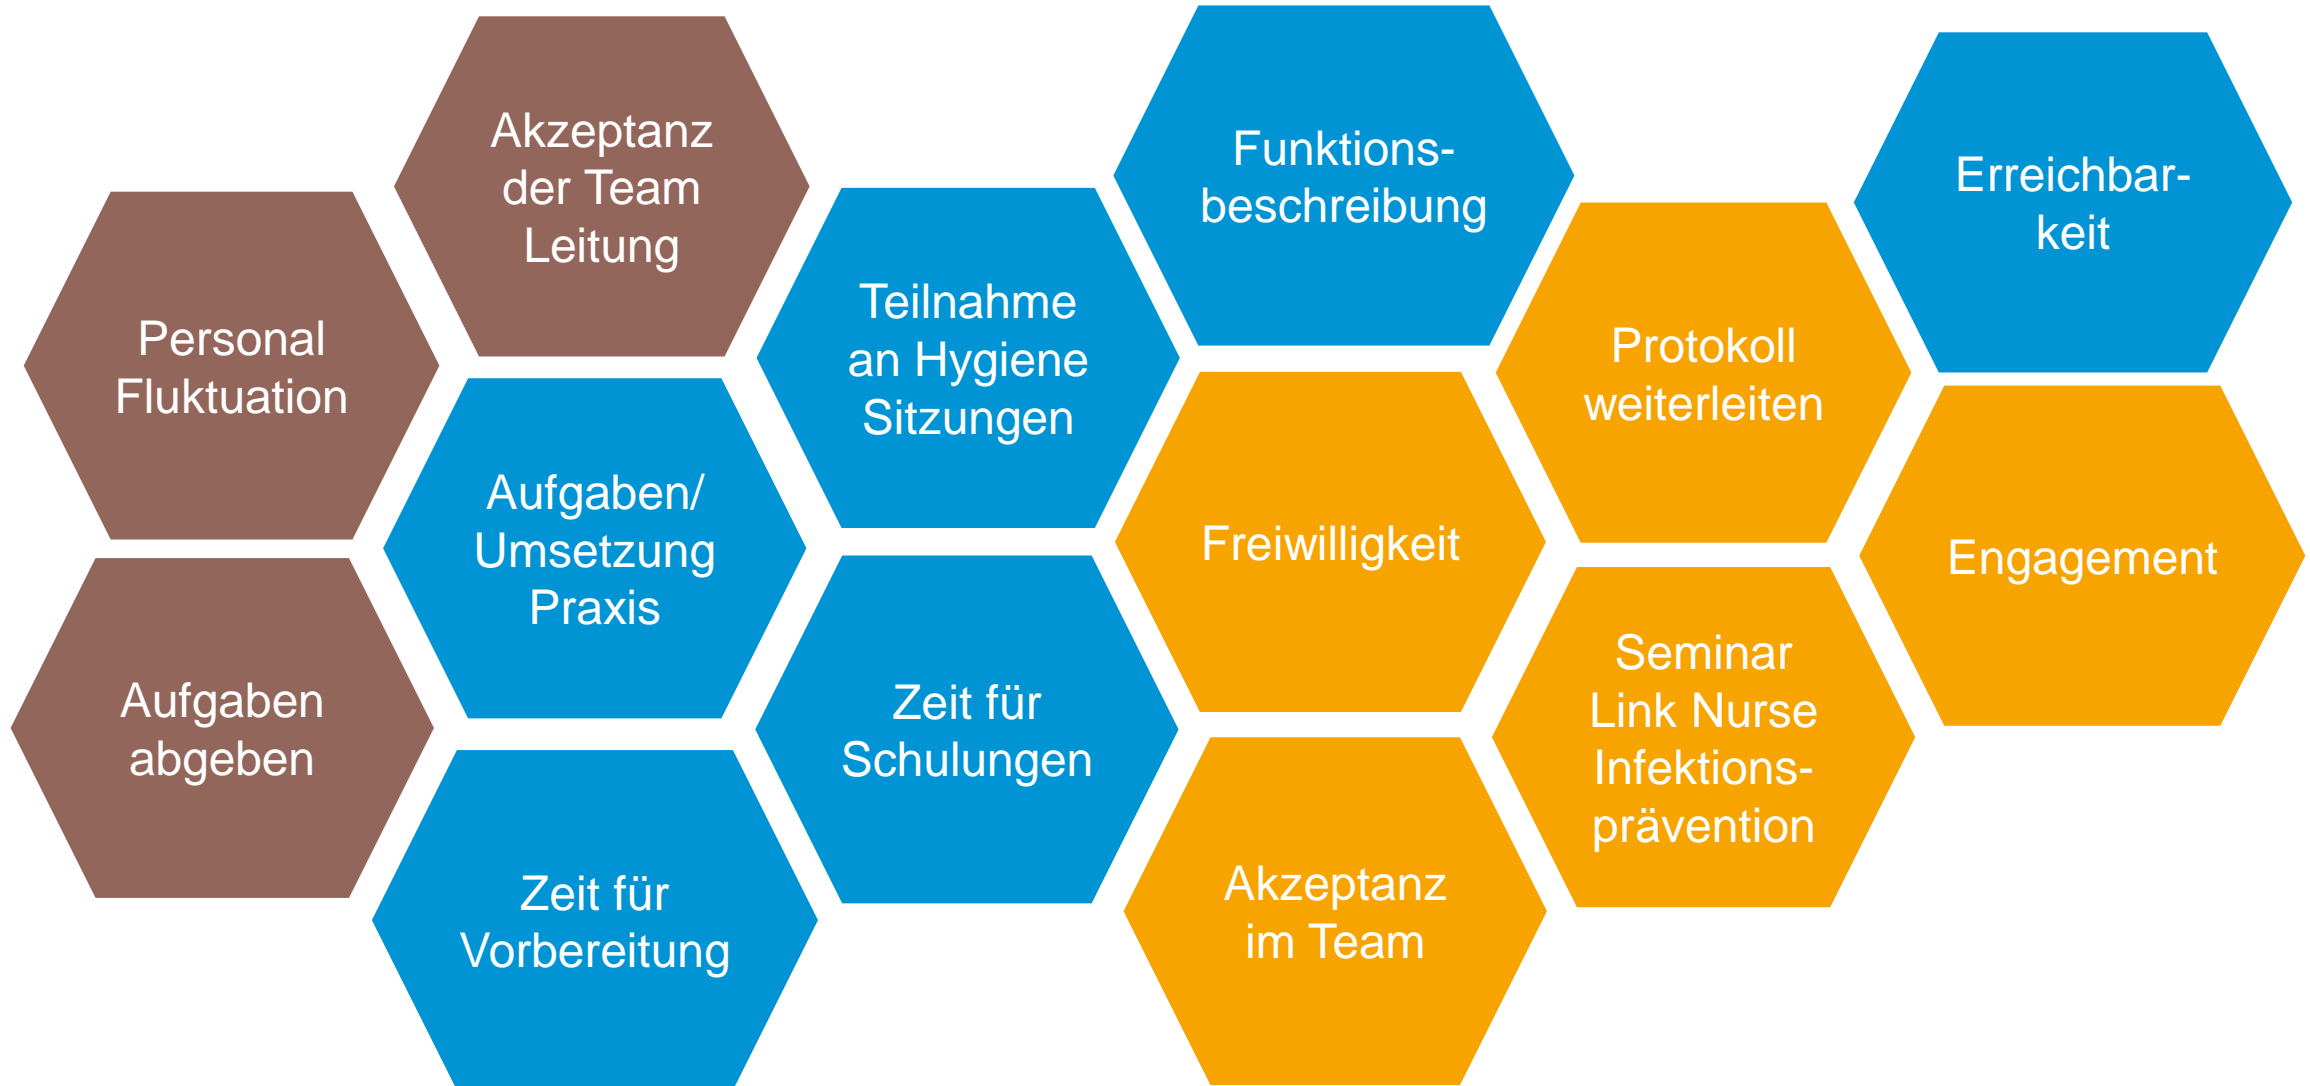 Akzeptanz
der Team
Leitung
Funktions-
beschreibung
Erreichbar-
keit
Personal
Fluktuation
Teilnahme
an Hygiene
Sitzungen
Protokoll
weiterleiten
Aufgaben/
Umsetzung
Praxis
Freiwilligkeit
Engagement
Aufgaben
abgeben
Zeit für
Schulungen
Seminar
Link Nurse
Infektions-
prävention
Zeit für
Vorbereitung
Akzeptanz
im Team